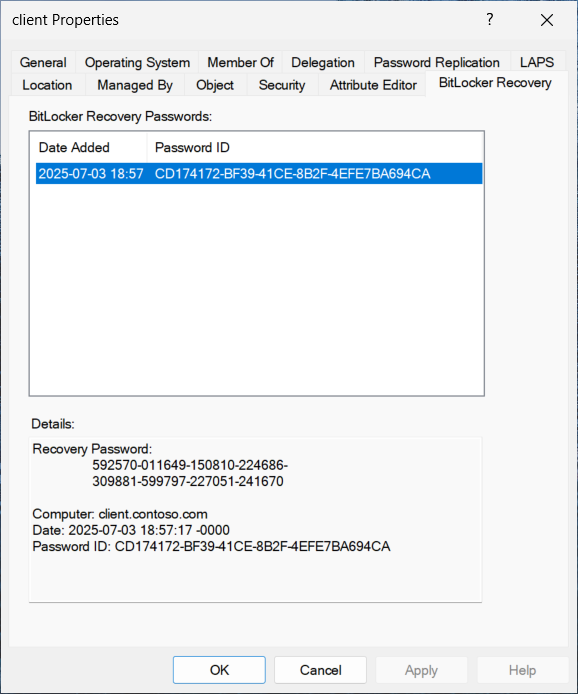 client Properties
?
General Operating System Member Of Delegation Password Replication LAPS
Location Managed By Object Security Attribute Editor BitLocker Recovery
BitLocker Recovery Passwords:
Date Added Password ID
2025-07-03 18:57 CD174172-BF39-41CE-8B2F-4EFE7BA694CA
Details:
Recovery Password:
592570-011649-150810-224686-
309881-599797-227051-241670
Computer: client.contoso.com
Date: 2025-07-03 18:57:17 -0000
Password ID: CD174172-BF39-41CE-8B2F-4EFE7BA694CA
OK Cancel Apply Help